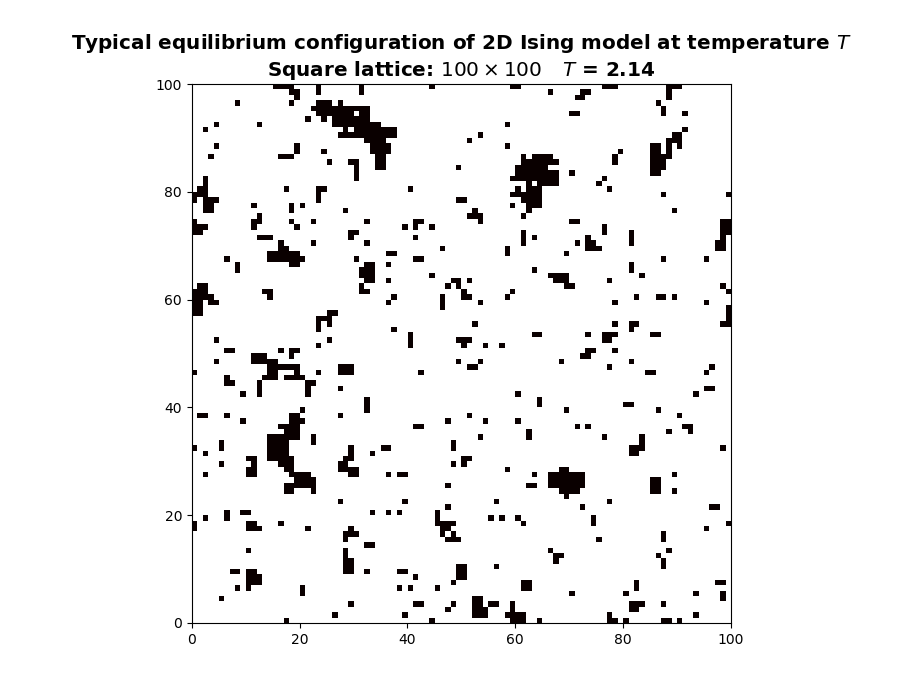 Typical equilibrium configuration of 2D Ising model at temperature T
Square lattice: 100 × 100 T = 2.14
100
80
60
40
20
0
0 20 40 60 80 100